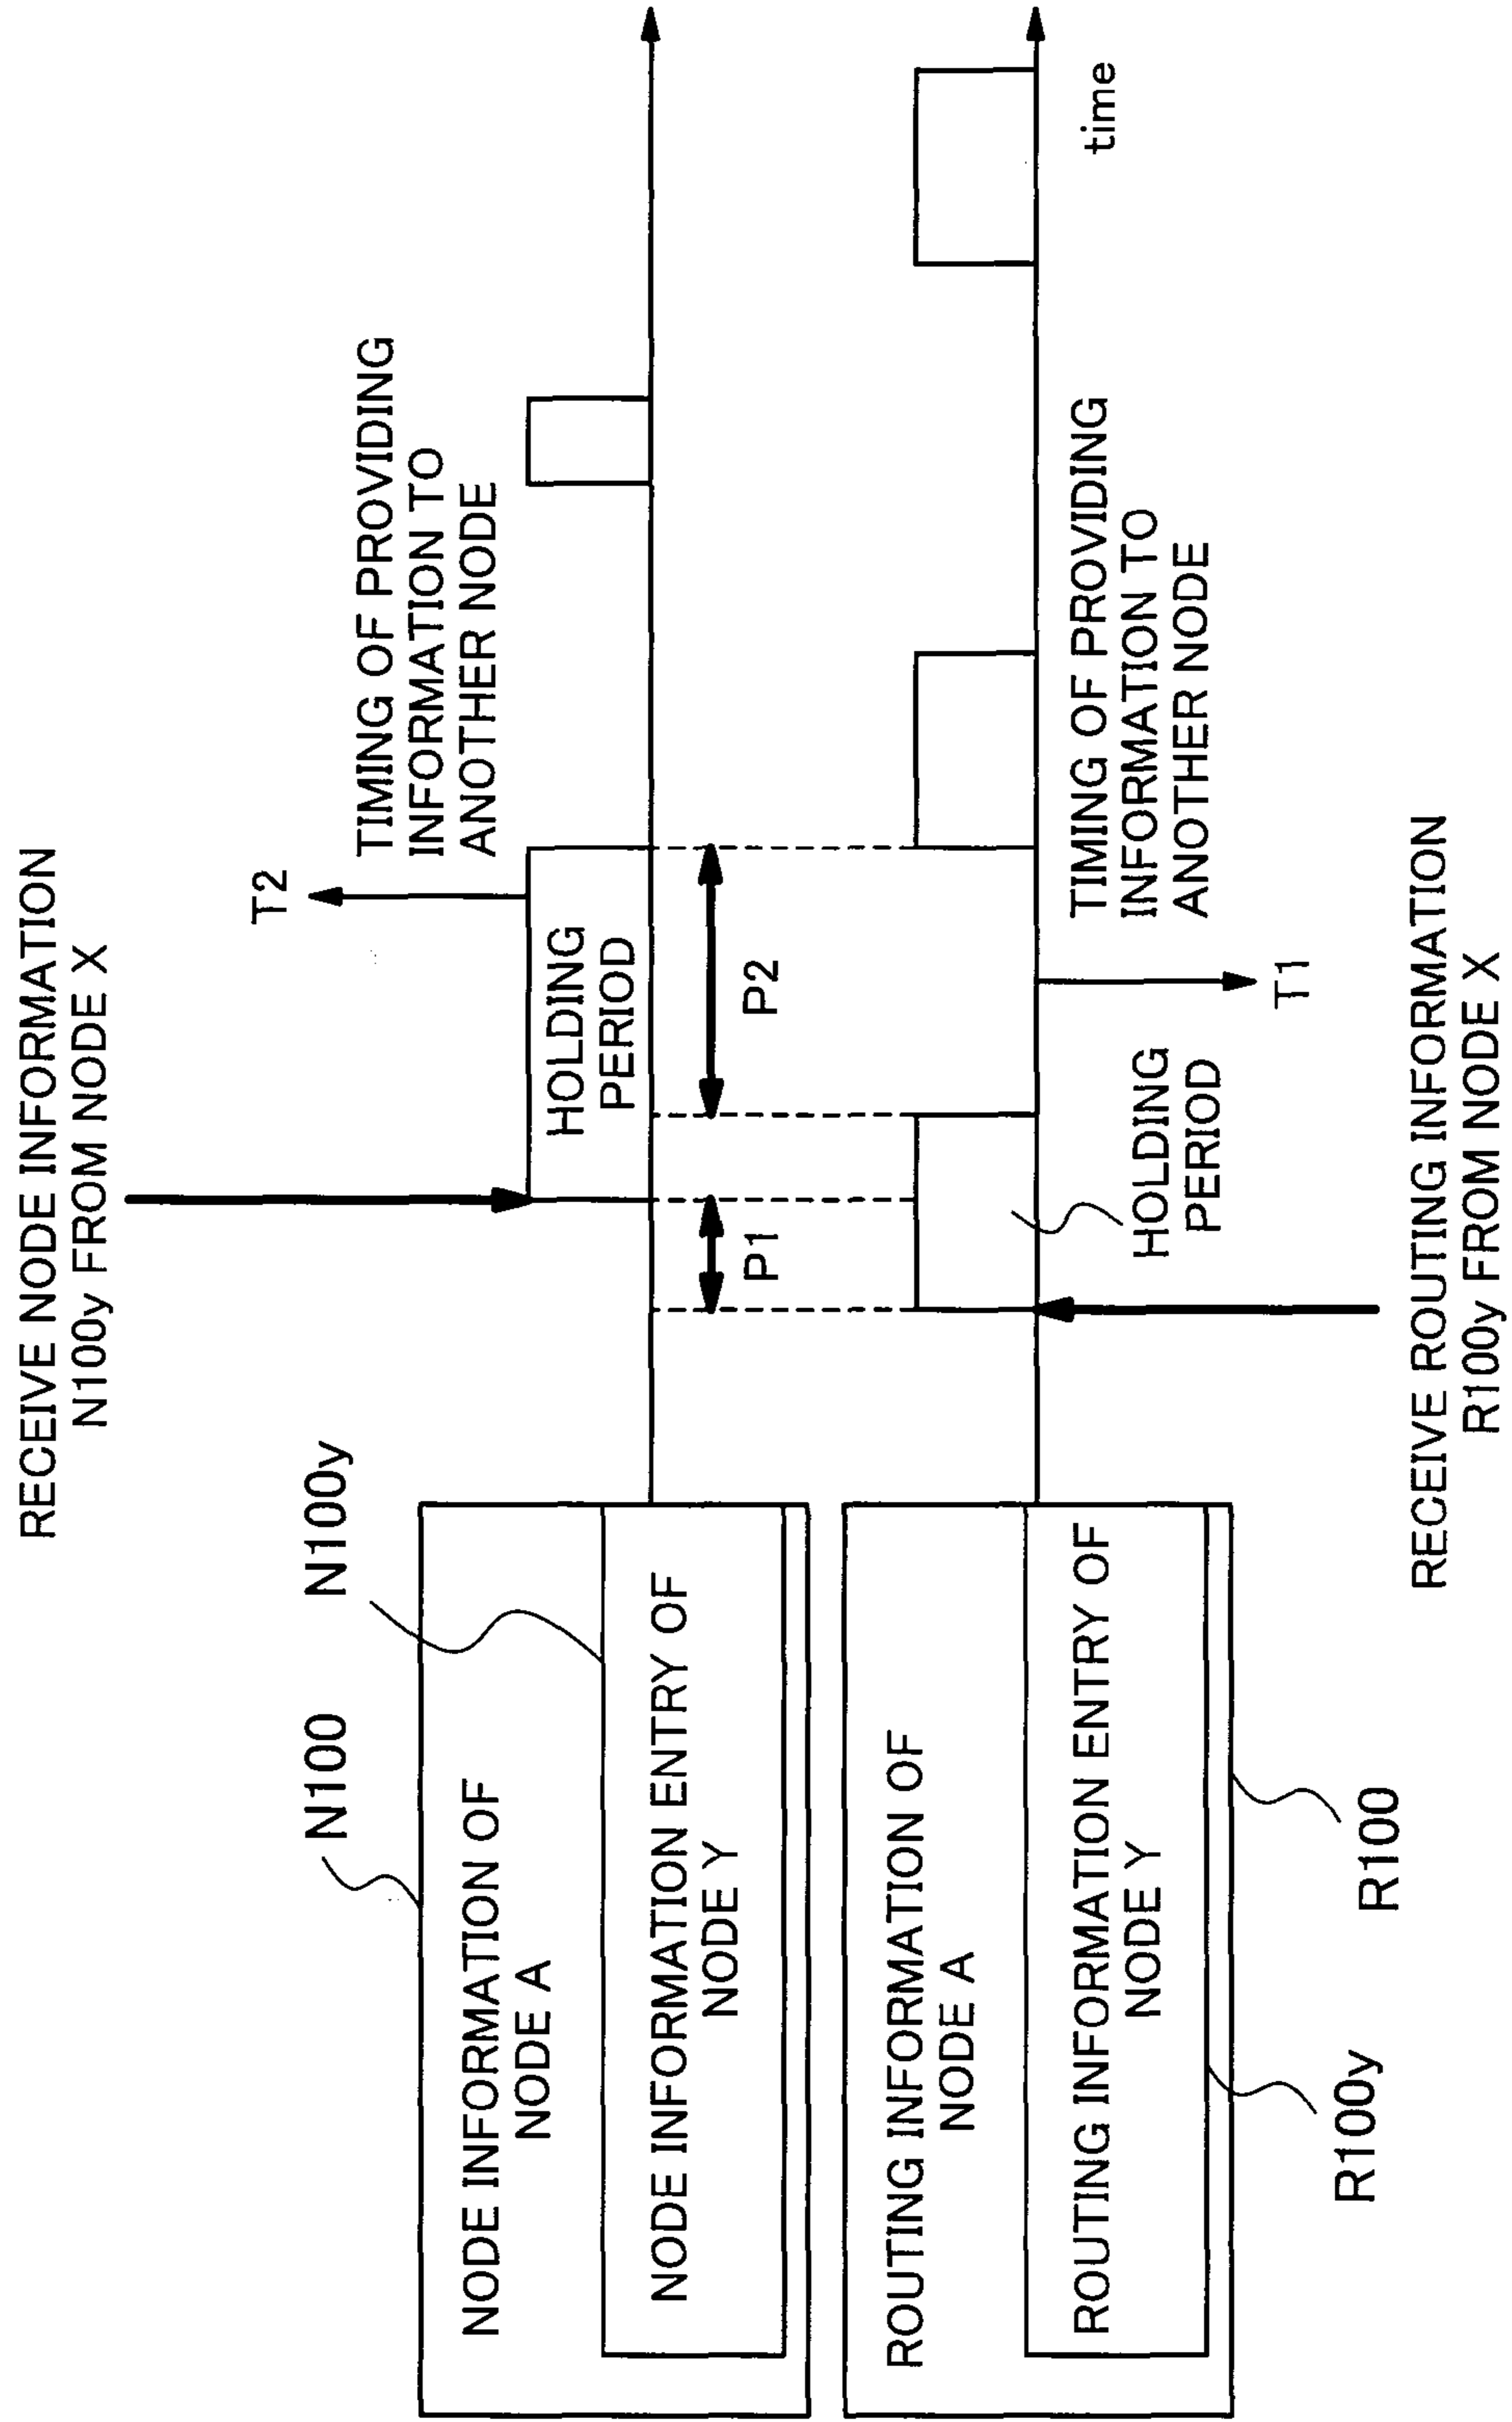 RECEIVE NODE INFORMATION
N100y FROM NODE X
T2
TIMING OF PROVIDING
INFORMATION TO
ANOTHER NODE
N100
N100y
NODE INFORMATION OF
NODE A
NODE INFORMATION ENTRY OF
NODE Y
HOLDING
PERIOD
P1
P2
ROUTING INFORMATION OF
NODE A
ROUTING INFORMATION ENTRY OF
NODE Y
HOLDING
PERIOD
TIMING OF PROVIDING
INFORMATION TO
ANOTHER NODE
time
T1
R100y
R100
RECEIVE ROUTING INFORMATION
R100y FROM NODE X